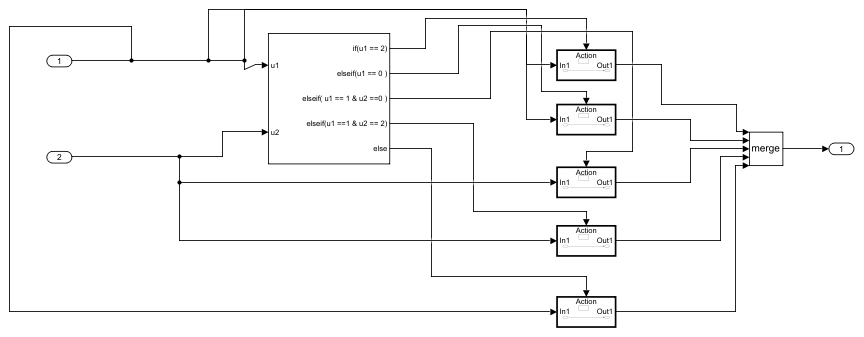 1
2
u1
u2
if(u1 == 2)
elseif(u1 == 0 )
elseif( u1 == 1 & u2 ==0 )
elseif(u1 ==1 & u2 == 2)
else
Action
In1 Out1
Action
In1 Out1
Action
In1 Out1
Action
In1 Out1
Action
In1 Out1
merge
1